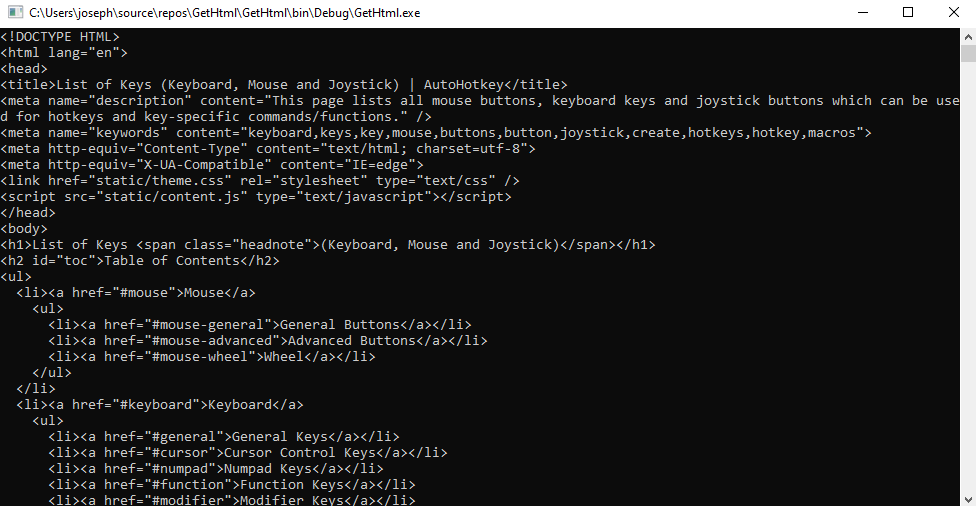 C:\Users\joseph\source\repos\GetHtml\GetHtml\bin\Debug\GetHtml.exe
<!DOCTYPE HTML>
<html lang="en">
<head>
<title>List of Keys (Keyboard, Mouse and Joystick) | AutoHotkey</title>
<meta name="description" content="This page lists all mouse buttons, keyboard keys and joystick buttons which can be use
d for hotkeys and key-specific commands/functions." />
<meta name="keywords" content="keyboard,keys,key,mouse,buttons,button,joystick,create,hotkeys,hotkey,macros">
<meta http-equiv="Content-Type" content="text/html; charset=utf-8">
<meta http-equiv="X-UA-Compatible" content="IE=edge">
<link href="static/theme.css" rel="stylesheet" type="text/css" />
<script src="static/content.js" type="text/javascript"></script>
</head>
<body>
<h1>List of Keys <span class="headnote">(Keyboard, Mouse and Joystick)</span></h1>
<h2 id="toc">Table of Contents</h2>
<ul>
  <li><a href="#mouse">Mouse</a>
    <ul>
      <li><a href="#mouse-general">General Buttons</a></li>
      <li><a href="#mouse-advanced">Advanced Buttons</a></li>
      <li><a href="#mouse-wheel">Wheel</a></li>
    </ul>
  </li>
  <li><a href="#keyboard">Keyboard</a>
    <ul>
      <li><a href="#general">General Keys</a></li>
      <li><a href="#cursor">Cursor Control Keys</a></li>
      <li><a href="#numpad">Numpad Keys</a></li>
      <li><a href="#function">Function Keys</a></li>
      <li><a href="#modifier">Modifier Keys</a></li>